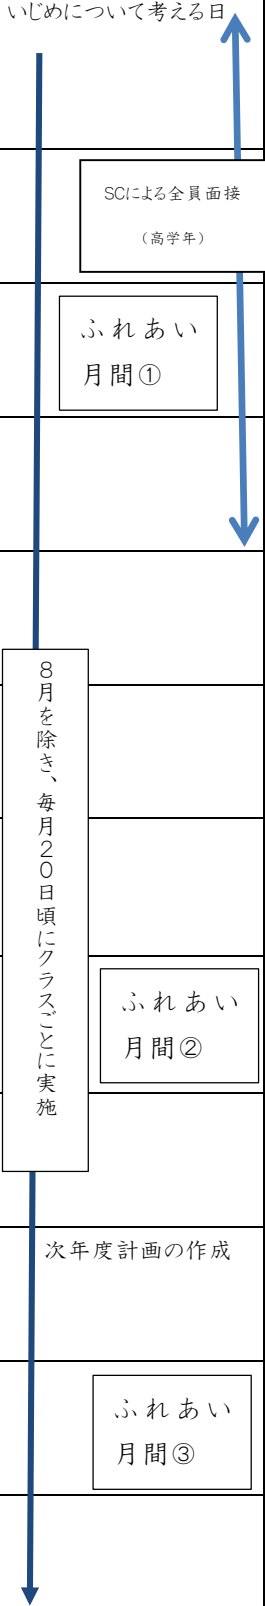 いじめについて考える日
SCによる全員面接
（高学年）
ふれあい
月間①
８月を除き、毎月２０日頃にクラスごとに実施
ふれあい
月間②
次年度計画の作成
ふれあい
月間③